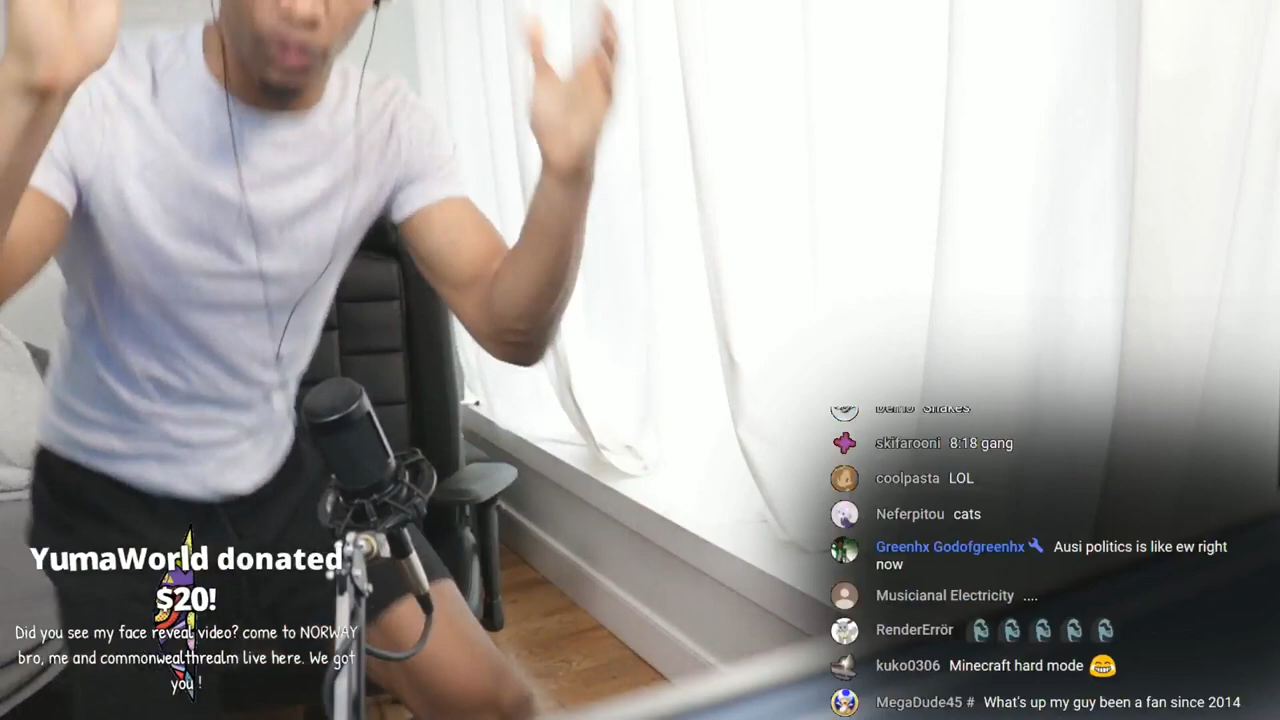 Demo Snakes
skifarooni 8:18 gang
coolpasta LOL
Neferpitou cats
Greenhx Godofgreenhx Ausi politics is like ew right
now
Musicianal Electricity ....
RenderErrör
kuko0306 Minecraft hard mode 😂
MegaDude45 # What's up my guy been a fan since 2014
YumaWorld donated
$20!
Did you see my face reveal video? come to NORWAY
bro, me and commonwealthrealm live here. We got
you !